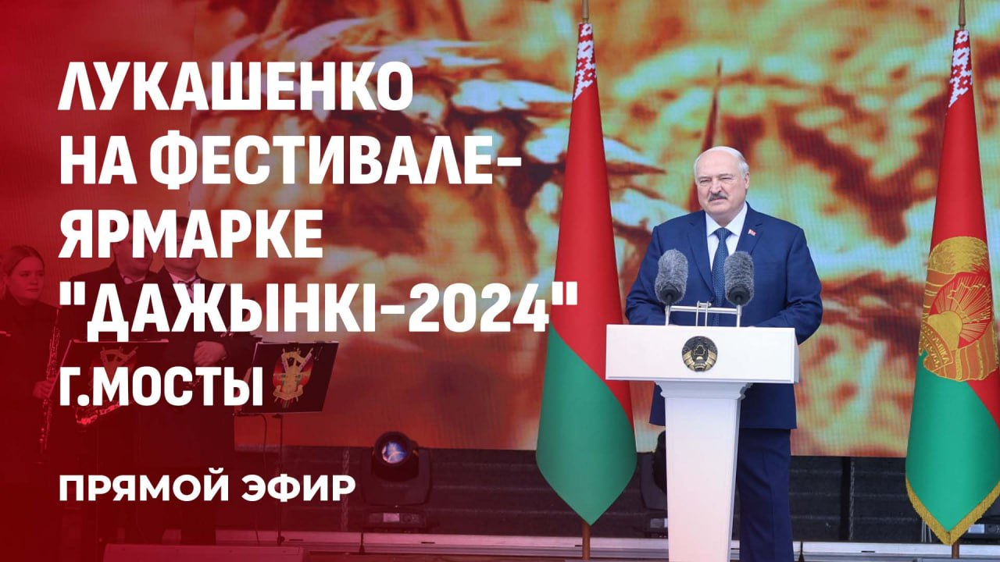 ЛУКАШЕНКО
НА ФЕСТИВАЛЕ-
ЯРМАРКЕ
"ДАЖЫНКІ-2024"
Г.МОСТЫ
ПРЯМОЙ ЭФИР